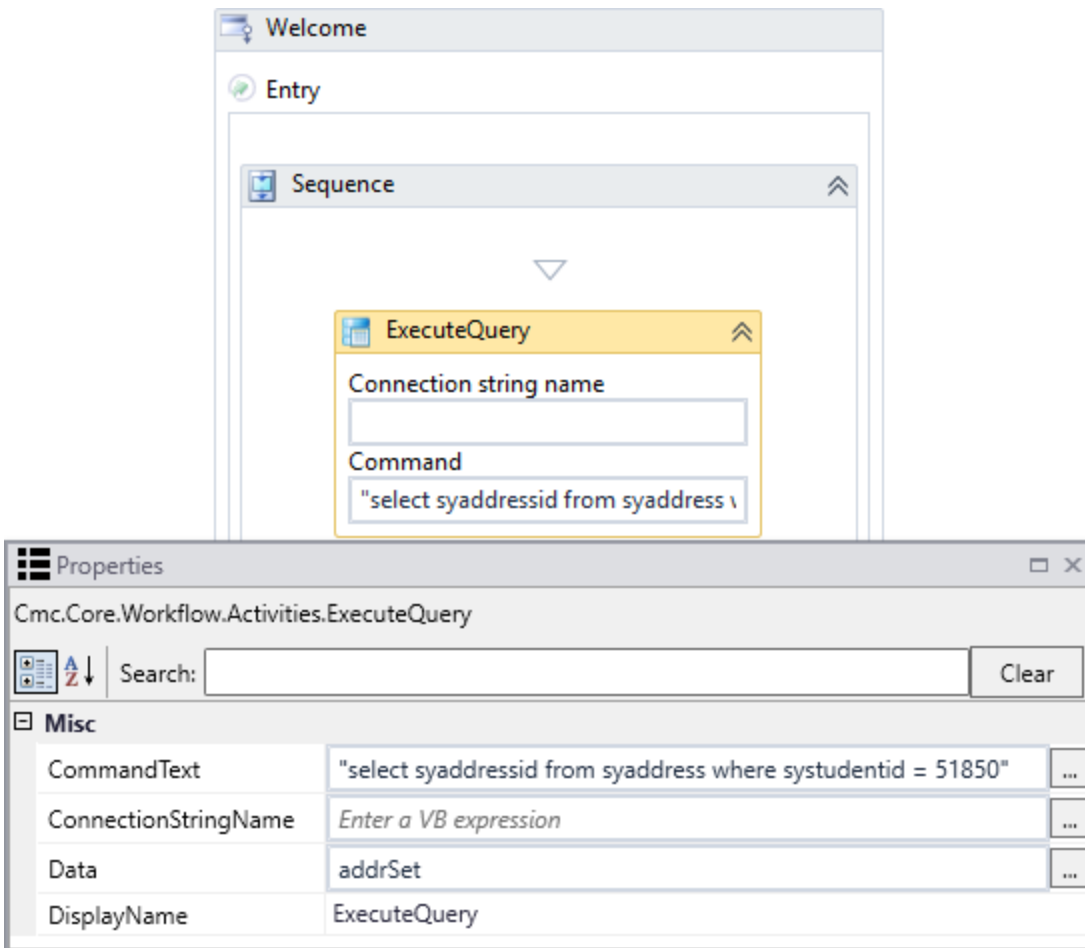 Welcome
Entry
Sequence
ExecuteQuery
Connection string name
Command
"select syaddressid from syaddress
Properties
Cmc.Core.Workflow.Activities.ExecuteQuery
Search:
Clear
Misc
CommandText "select syaddressid from syaddress where systudentid = 51850" ...
ConnectionStringName Enter a VB expression ...
Data addrSet ...
DisplayName ExecuteQuery